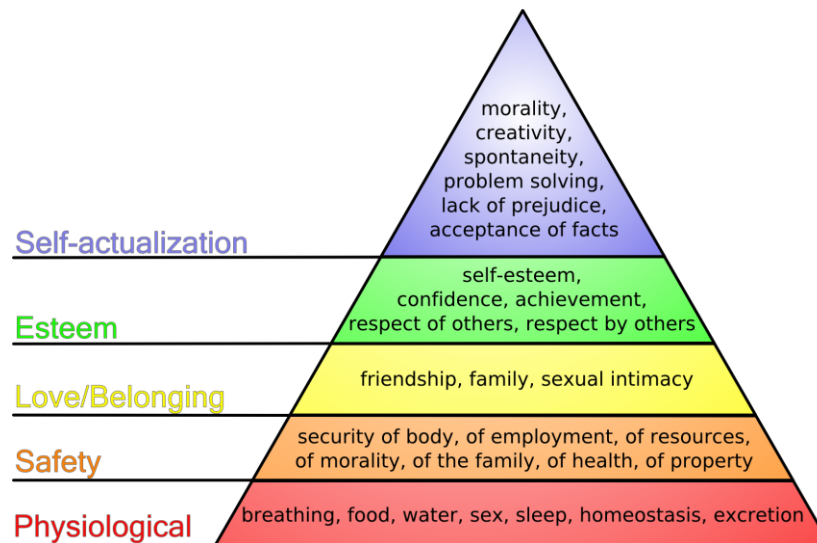 morality,
creativity,
spontaneity,
problem solving,
lack of prejudice,
acceptance of facts
Self-actualization
self-esteem,
confidence, achievement,
respect of others, respect by others
Esteem
friendship, family, sexual intimacy
Love/Belonging
security of body, of employment, of resources,
of morality, of the family, of health, of property
Safety
breathing, food, water, sex, sleep, homeostasis, excretion
Physiological